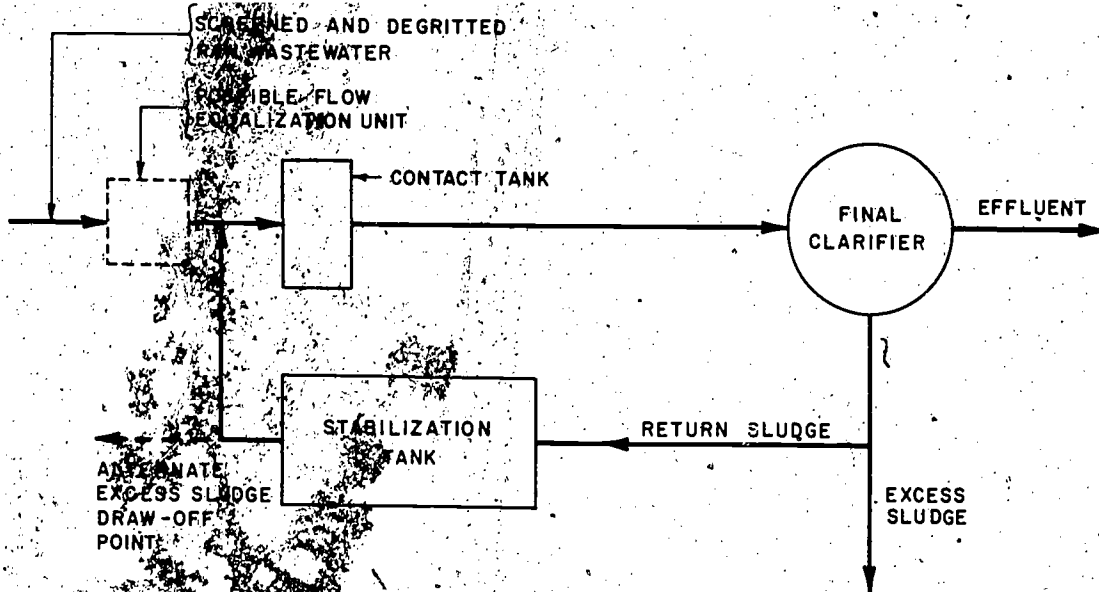 SCREENED AND DEGRITTED
RAW WASTEWATER
POSSIBLE FLOW
EQUALIZATION UNIT
CONTACT TANK
FINAL
CLARIFIER
EFFLUENT
STABILIZATION
TANK
RETURN SLUDGE
ALTERNATE
EXCESS SLUDGE
DRAW-OFF
POINT
EXCESS
SLUDGE